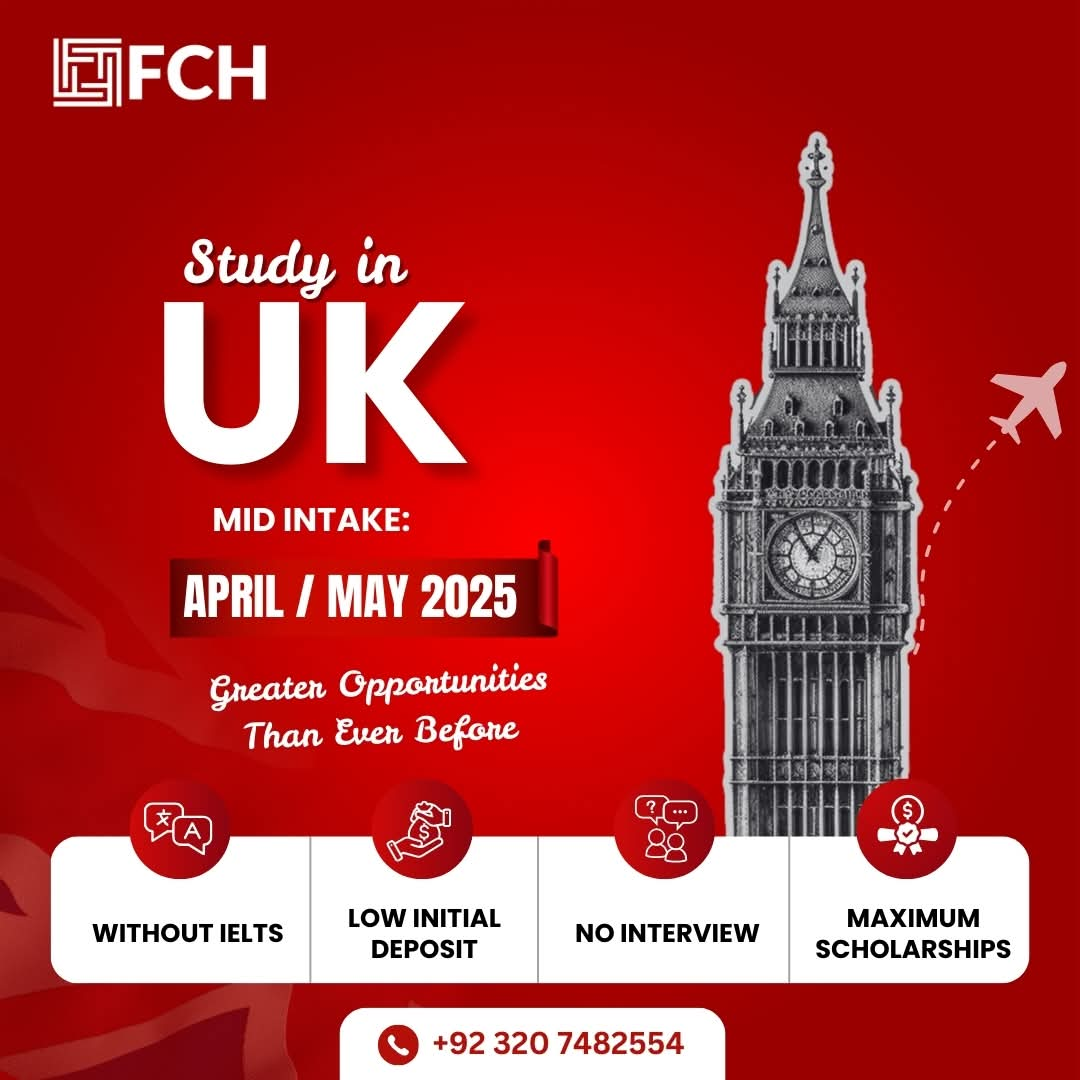 FCH
Study in
UK
MID INTAKE:
APRIL / MAY 2025
Greater Opportunities
Than Ever Before
WITHOUT IELTS
LOW INITIAL
DEPOSIT
NO INTERVIEW
MAXIMUM
SCHOLARSHIPS
+92 320 7482554